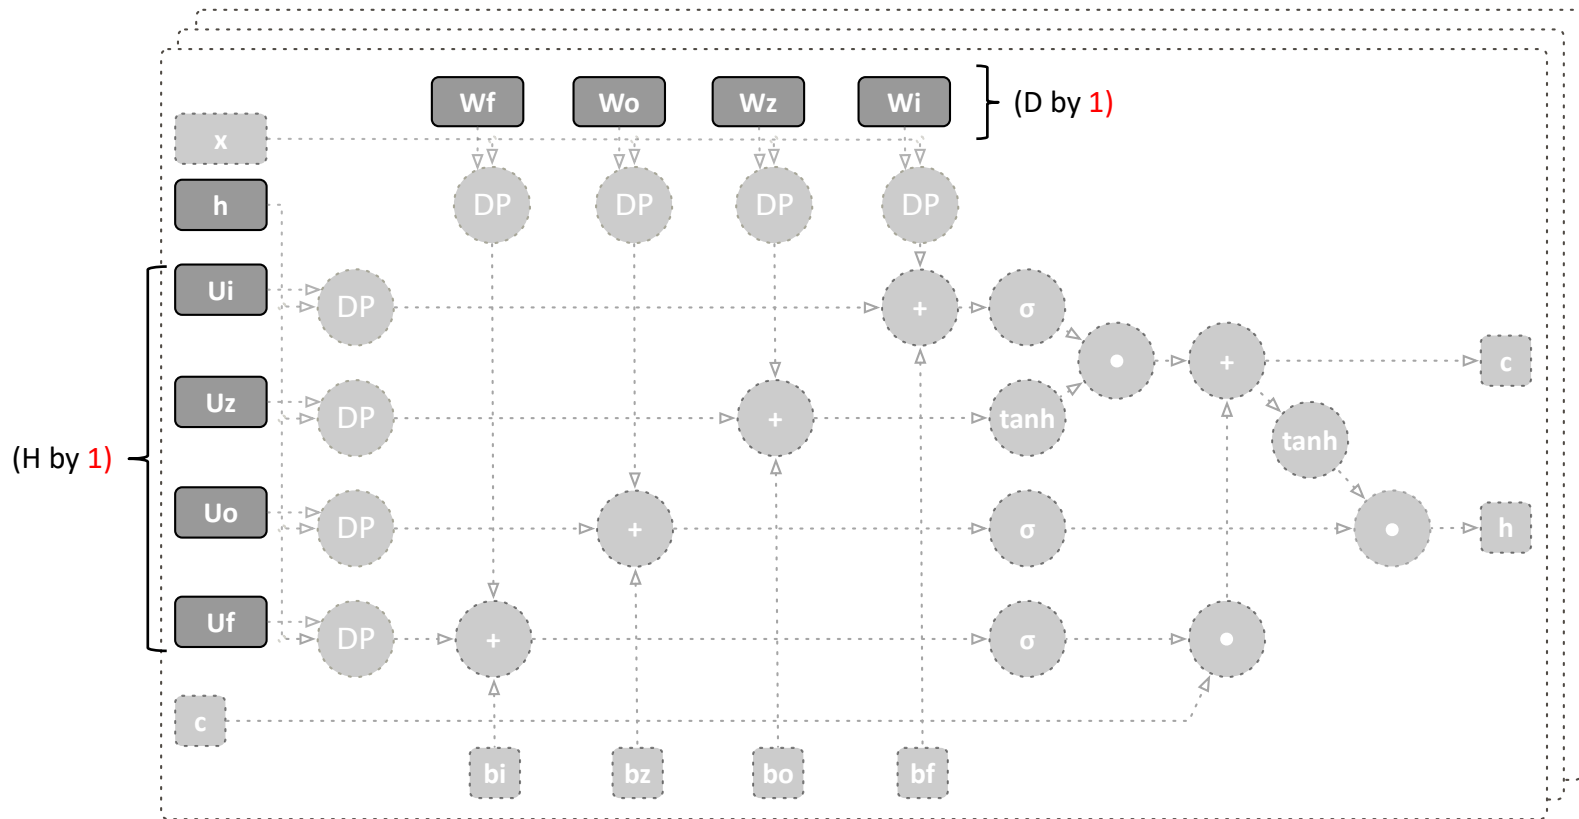 Wf Wo Wz Wi (D by 1)
x
h DP DP DP DP
Ui DP + σ
• + c
Uz DP + tanh
tanh
(H by 1)
Uo DP + σ • h
Uf DP + σ •
c
bi bz bo bf